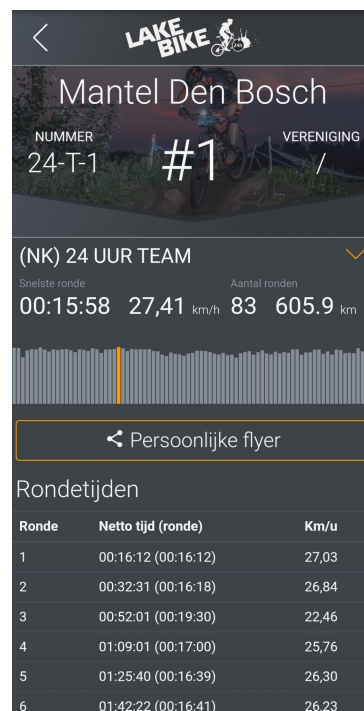 LAKE
BIKE 24h
Mantel Den Bosch
NUMMER
24-T-1
#1
VERENIGING
/
(NK) 24 UUR TEAM
Snelste ronde
Aantal ronden
00:15:58 27,41 km/h 83 605.9 km
Persoonlijke flyer
Rondetijden
Ronde Netto tijd (ronde) Km/u
1 00:16:12 (00:16:12) 27,03
2 00:32:31 (00:16:18) 26,84
3 00:52:01 (00:19:30) 22,46
4 01:09:01 (00:17:00) 25,76
5 01:25:40 (00:16:39) 26,30
6 01:42:22 (00:16:41) 26,23